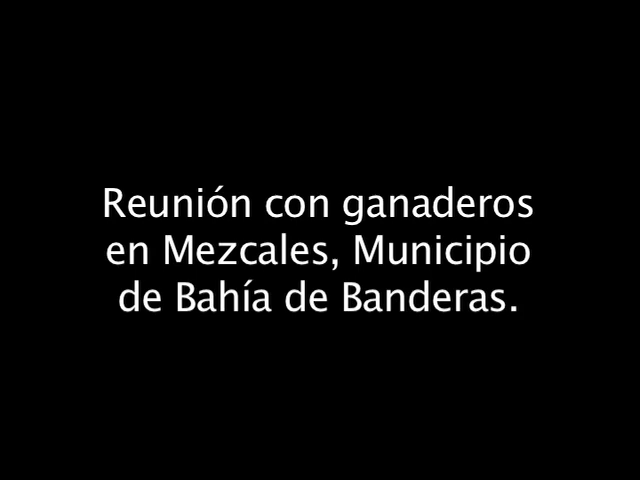 Reunión con ganaderos
en Mezcales, Municipio
de Bahía de Banderas.